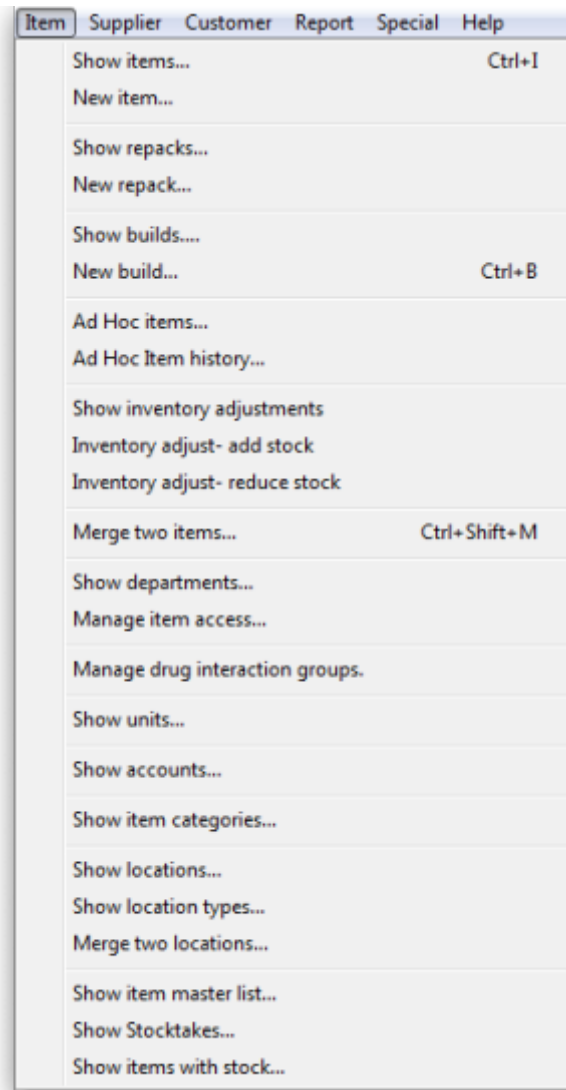 Item Supplier Customer Report Special Help
Show items... Ctrl+I
New item...
Show repacks...
New repack...
Show builds....
New build... Ctrl+B
Ad Hoc items...
Ad Hoc Item history...
Show inventory adjustments
Inventory adjust- add stock
Inventory adjust- reduce stock
Merge two items... Ctrl+Shift+M
Show departments...
Manage item access...
Manage drug interaction groups.
Show units...
Show accounts...
Show item categories...
Show locations...
Show location types...
Merge two locations...
Show item master list...
Show Stocktakes...
Show items with stock...